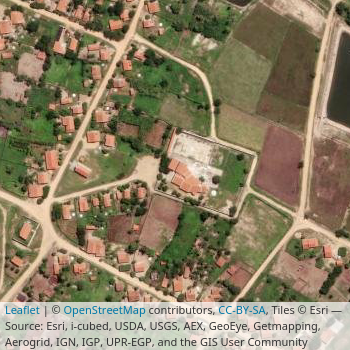 Leaflet | © OpenStreetMap contributors, CC-BY-SA, Tiles © Esri —
Source: Esri, i-cubed, USDA, USGS, AEX, GeoEye, Getmapping,
Aerogrid, IGN, IGP, UPR-EGP, and the GIS User Community